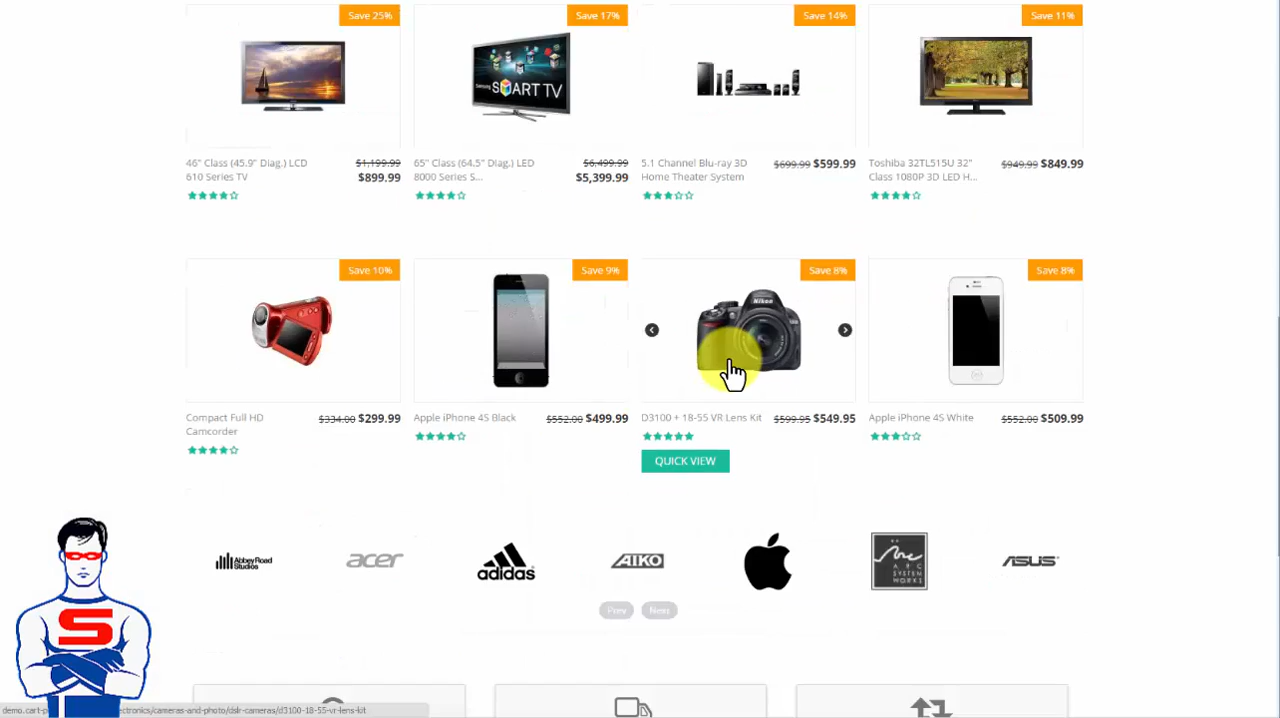 Save 25%
Save 17%
Save 14%
Save 11%
SAMSUNG
SMART TV
46" Class (45.9" Diag.) LCD
610 Series TV
$1,199.99
$899.99
65" Class (64.5" Diag.) LED
8000 Series S...
$6,499.99
$5,399.99
5.1 Channel Blu-ray 3D
Home Theater System
$699.99 $599.99
Toshiba 32TL515U 32"
Class 1080P 3D LED H...
$949.99 $849.99
Save 10%
Save 9%
Save 8%
Save 8%
Nikon
Compact Full HD
Camcorder
$334.00 $299.99
Apple iPhone 4S Black
$552.00 $499.99
D3100 + 18-55 VR Lens Kit
$599.95 $549.95
Apple iPhone 4S White
$552.00 $509.99
QUICK VIEW
Abbey Road
Studios
acer
adidas
AIKO
ARC
SYSTEM
WORKS
ASUS
Prev
Next
S
demo.cart-p
ectronics/cameras-and-photo/dslr-cameras/d3100-18-55-vr-lens-kit